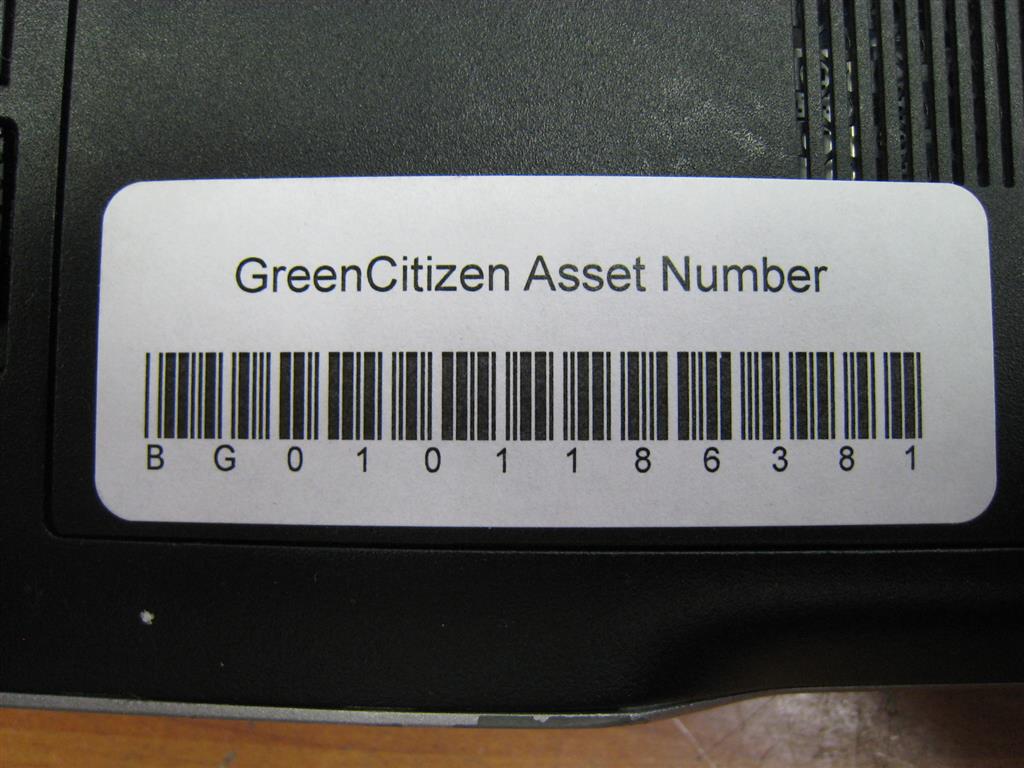 GreenCitizen Asset Number
B G 0 1 0 1 1 8 6 3 8 1